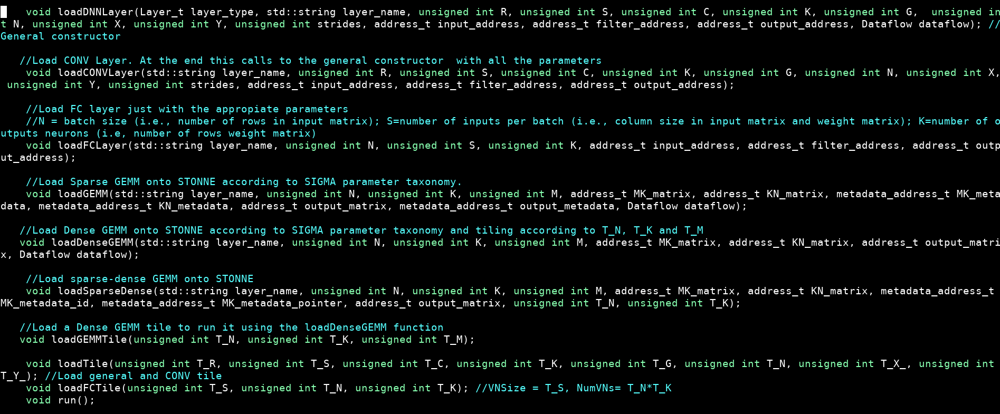 void loadDNNLayer(Layer_t layer_type, std::string layer_name, unsigned int R, unsigned int S, unsigned int C, unsigned int K, unsigned int G,  unsigned in
t N, unsigned int X, unsigned int Y, unsigned int strides, address_t input_address, address_t filter_address, address_t output_address, Dataflow dataflow); //
General constructor
//Load CONV Layer. At the end this calls to the general constructor  with all the parameters
void loadCONVLayer(std::string layer_name, unsigned int R, unsigned int S, unsigned int C, unsigned int K, unsigned int G, unsigned int N, unsigned int X,
unsigned int Y, unsigned int strides, address_t input_address, address_t filter_address, address_t output_address);
//Load FC layer just with the appropiate parameters
//N = batch size (i.e., number of rows in input matrix); S=number of inputs per batch (i.e., column size in input matrix and weight matrix); K=number of o
utputs neurons (i.e, number of rows weight matrix)
void loadFCLayer(std::string layer_name, unsigned int N, unsigned int S, unsigned int K, address_t input_address, address_t filter_address, address_t outp
ut_address);
//Load Sparse GEMM onto STONNE according to SIGMA parameter taxonomy.
void loadGEMM(std::string layer_name, unsigned int N, unsigned int K, unsigned int M, address_t MK_matrix, address_t KN_matrix, metadata_address_t MK_meta
data, metadata_address_t KN_metadata, address_t output_matrix, metadata_address_t output_metadata, Dataflow dataflow);
//Load Dense GEMM onto STONNE according to SIGMA parameter taxonomy and tiling according to T_N, T_K and T_M
void loadDenseGEMM(std::string layer_name, unsigned int N, unsigned int K, unsigned int M, address_t MK_matrix, address_t KN_matrix, address_t output_matri
x, Dataflow dataflow);
//Load sparse-dense GEMM onto STONNE
void loadSparseDense(std::string layer_name, unsigned int N, unsigned int K, unsigned int M, address_t MK_matrix, address_t KN_matrix, metadata_address_t
MK_metadata_id, metadata_address_t MK_metadata_pointer, address_t output_matrix, unsigned int T_N, unsigned int T_K);
//Load a Dense GEMM tile to run it using the loadDenseGEMM function
void loadGEMMTile(unsigned int T_N, unsigned int T_K, unsigned int T_M);
void loadTile(unsigned int T_R, unsigned int T_S, unsigned int T_C, unsigned int T_K, unsigned int T_G, unsigned int T_N, unsigned int T_X_, unsigned int
T_Y_); //Load general and CONV tile
void loadFCTile(unsigned int T_S, unsigned int T_N, unsigned int T_K); //VNSize = T_S, NumVNs= T_N*T_K
void run();